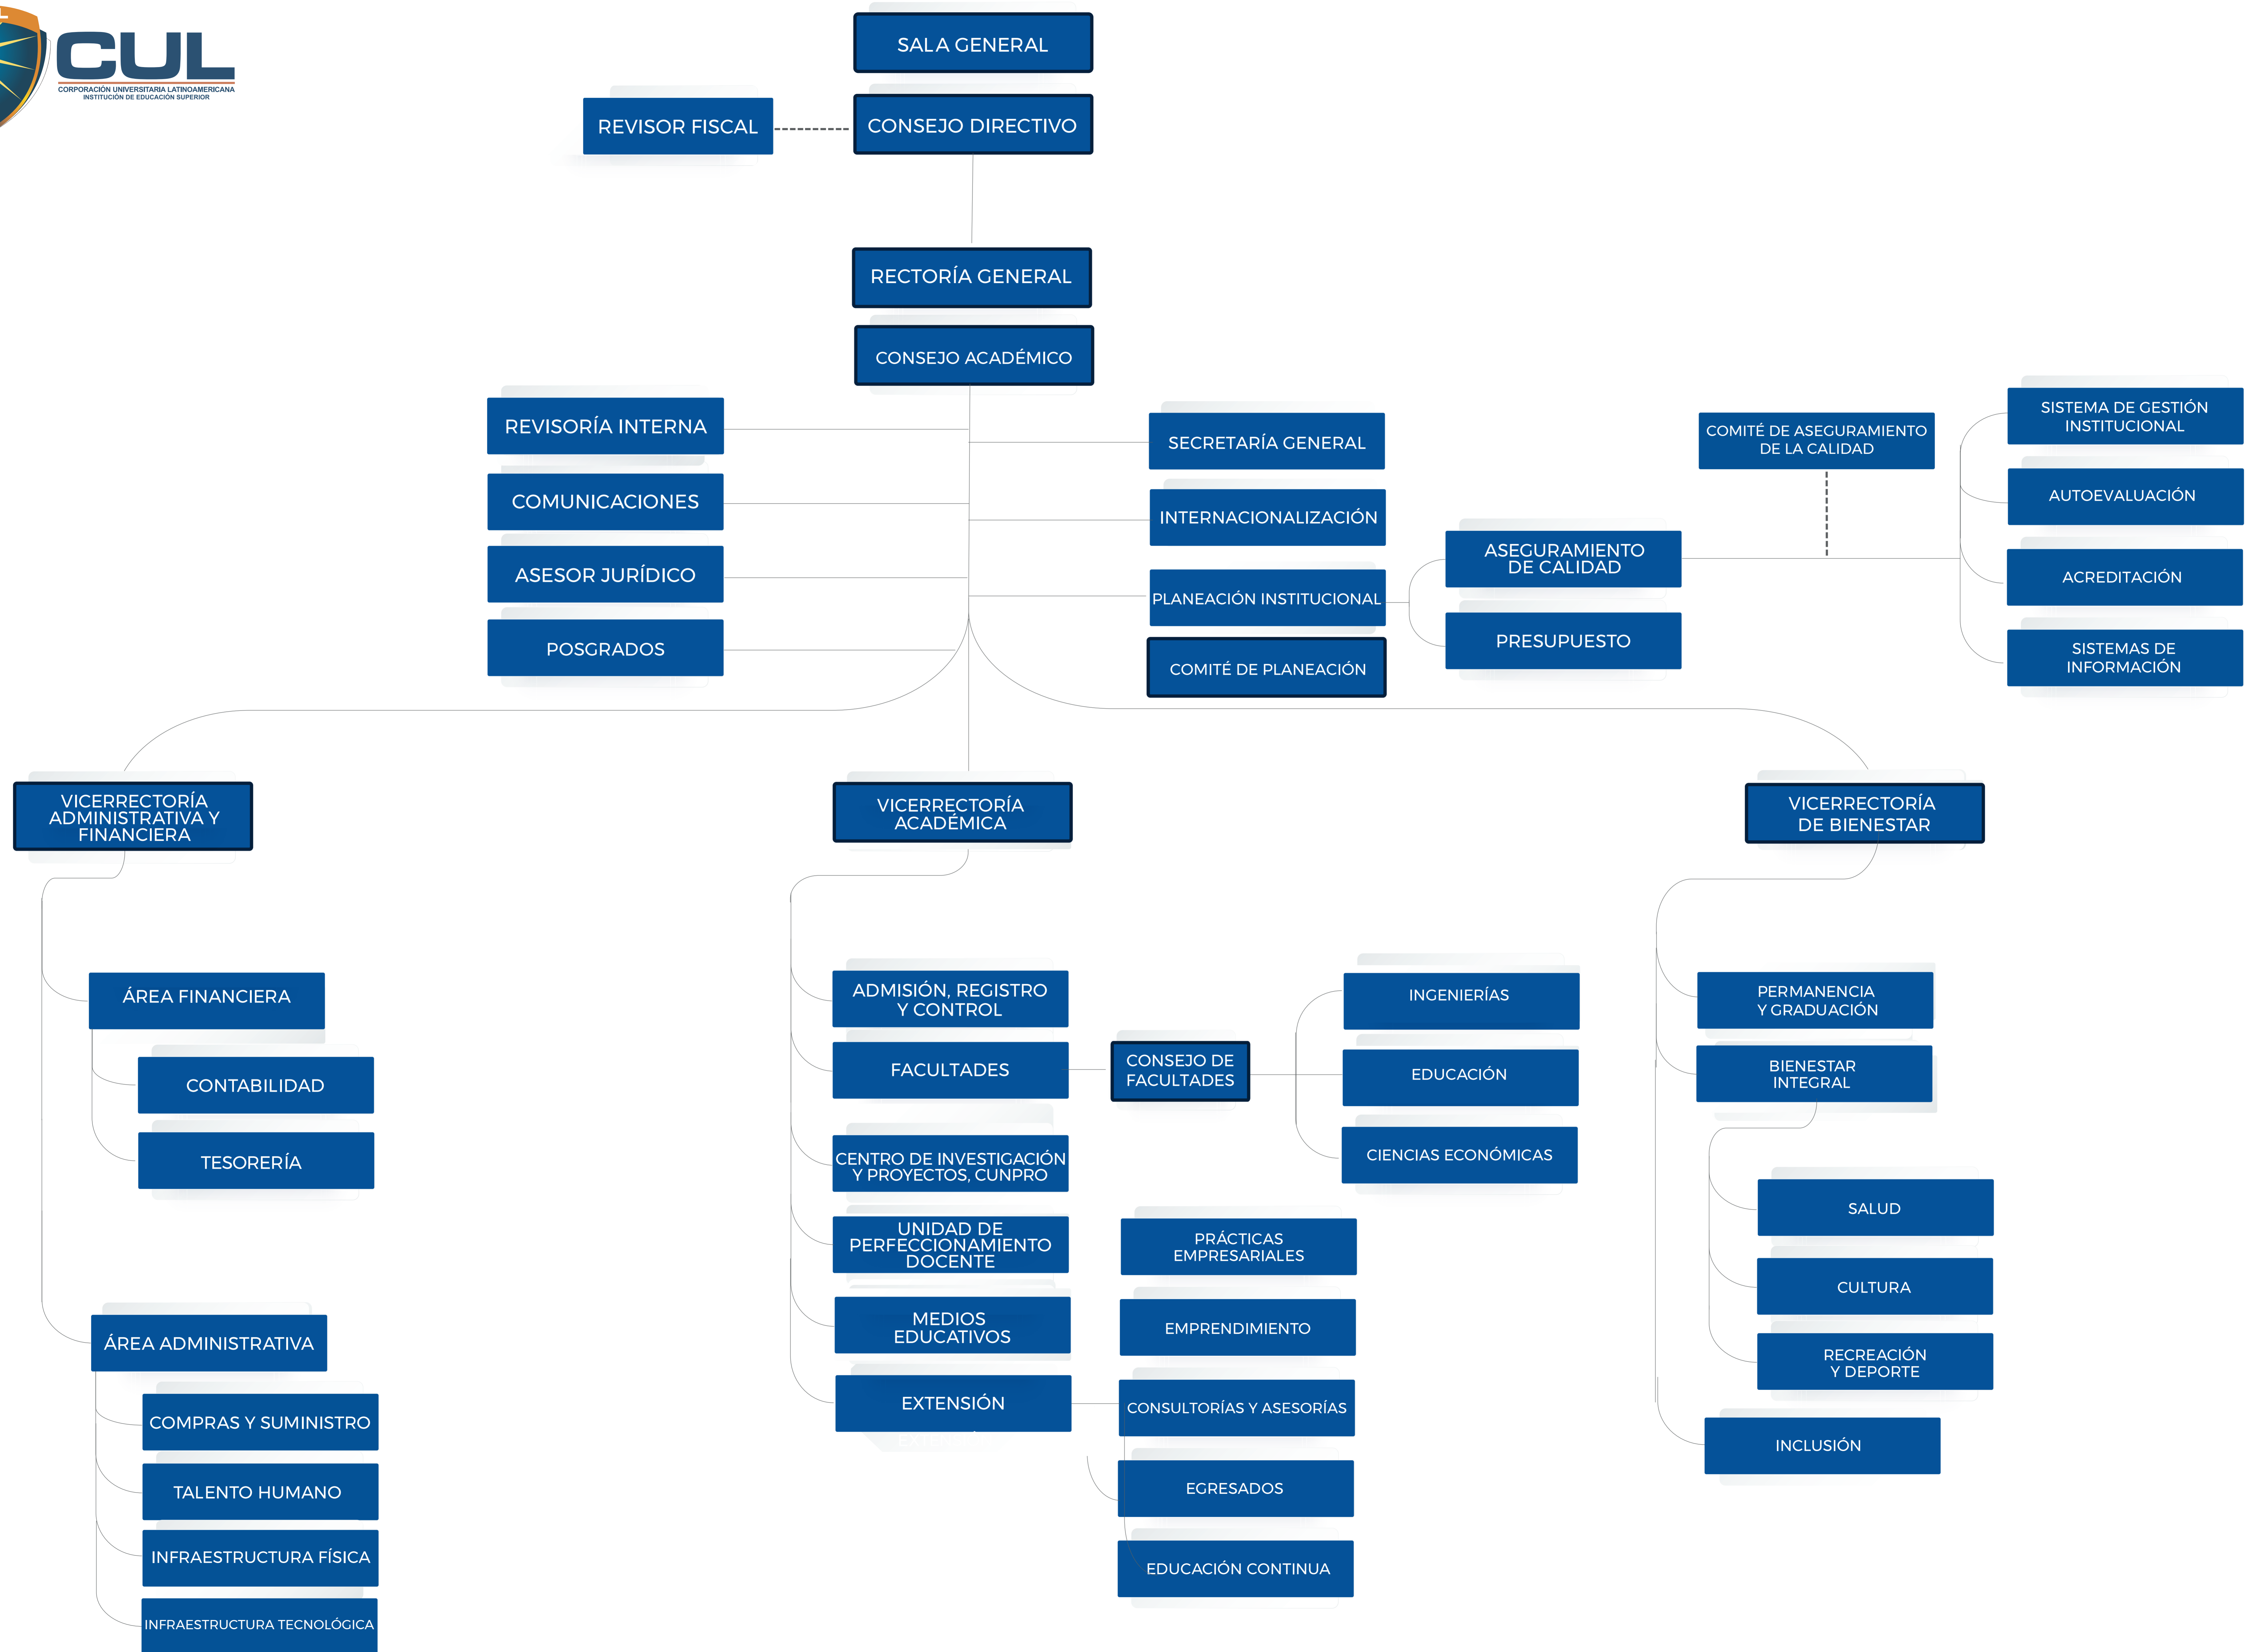 CUL
CORPORACIÓN UNIVERSITARIA LATINOAMERICANA
INSTITUCIÓN DE EDUCACIÓN SUPERIOR
SALA GENERAL
REVISOR FISCAL
CONSEJO DIRECTIVO
RECTORÍA GENERAL
CONSEJO ACADÉMICO
REVISORÍA INTERNA
COMUNICACIONES
ASESOR JURÍDICO
POSGRADOS
SECRETARÍA GENERAL
INTERNACIONALIZACIÓN
PLANEACIÓN INSTITUCIONAL
COMITÉ DE PLANEACIÓN
ASEGURAMIENTO
DE CALIDAD
PRESUPUESTO
COMITÉ DE ASEGURAMIENTO
DE LA CALIDAD
SISTEMA DE GESTIÓN
INSTITUCIONAL
AUTOEVALUACIÓN
ACREDITACIÓN
SISTEMAS DE
INFORMACIÓN
VICERRECTORÍA
ADMINISTRATIVA Y
FINANCIERA
ÁREA FINANCIERA
CONTABILIDAD
TESORERÍA
ÁREA ADMINISTRATIVA
COMPRAS Y SUMINISTRO
TALENTO HUMANO
INFRAESTRUCTURA FÍSICA
INFRAESTRUCTURA TECNOLÓGICA
VICERRECTORÍA
ACADÉMICA
ADMISIÓN, REGISTRO
Y CONTROL
FACULTADES
CENTRO DE INVESTIGACIÓN
Y PROYECTOS, CUNPRO
UNIDAD DE
PERFECCIONAMIENTO
DOCENTE
MEDIOS
EDUCATIVOS
EXTENSIÓN
CONSEJO DE
FACULTADES
INGENIERÍAS
EDUCACIÓN
CIENCIAS ECONÓMICAS
PRÁCTICAS
EMPRESARIALES
EMPRENDIMIENTO
CONSULTORÍAS Y ASESORÍAS
EGRESADOS
EDUCACIÓN CONTINUA
VICERRECTORÍA
DE BIENESTAR
PERMANENCIA
Y GRADUACIÓN
BIENESTAR
INTEGRAL
SALUD
CULTURA
RECREACIÓN
Y DEPORTE
INCLUSIÓN